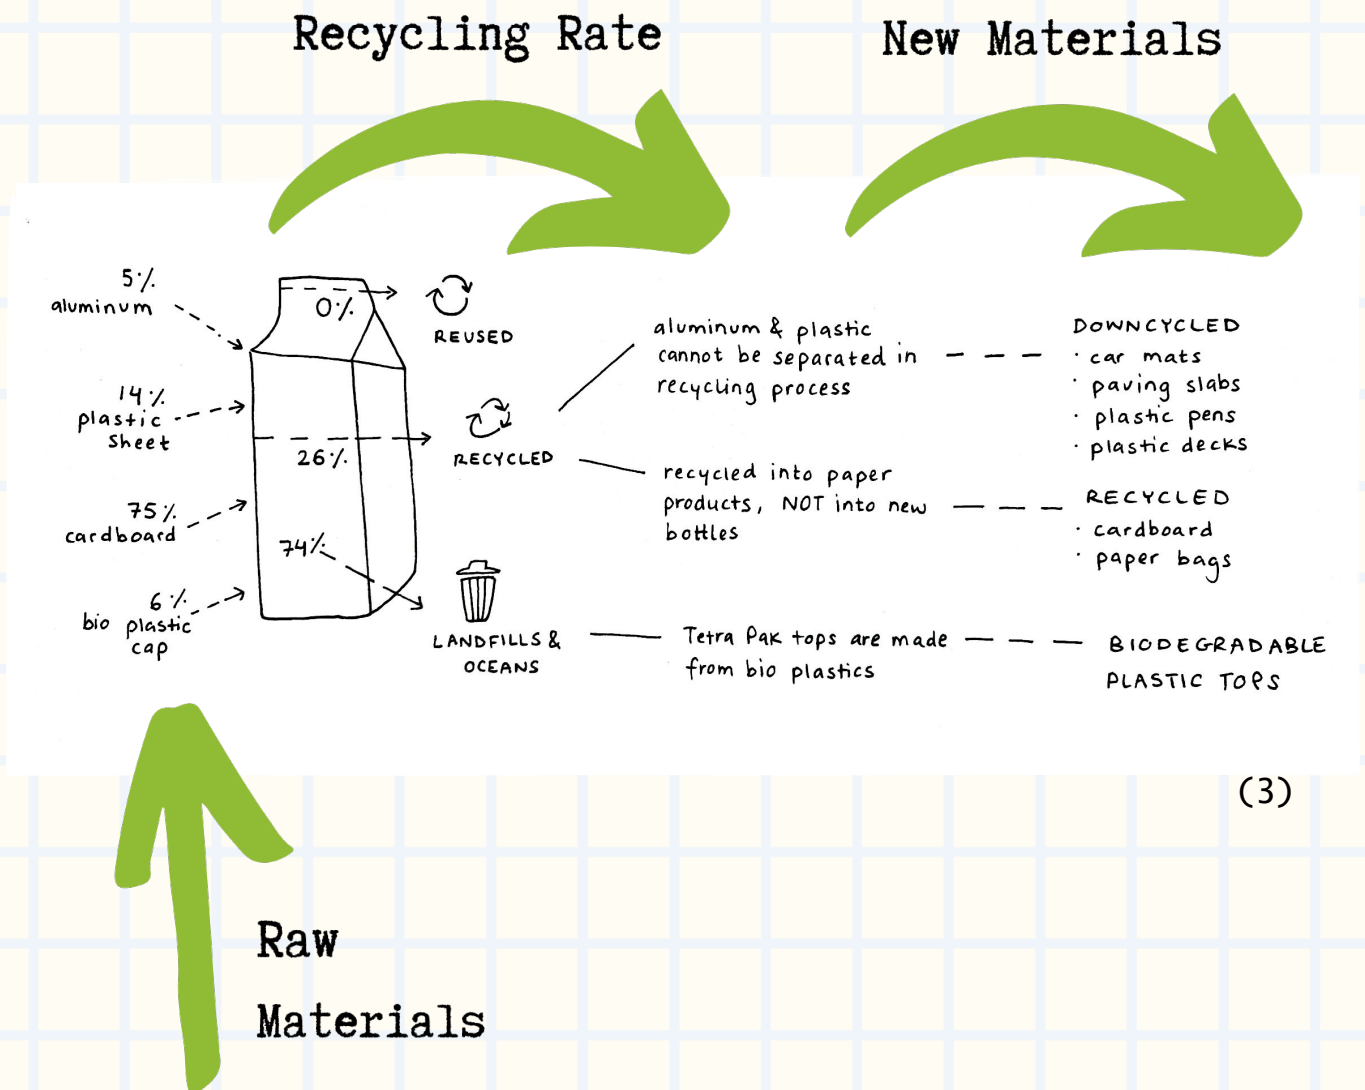 Recycling Rate
New Materials
5%
aluminum
14%
plastic
sheet
75%
cardboard
6%
bio plastic
cap
0%
26%
74%
REUSED
RECYCLED
LANDFILLS &
OCEANS
aluminum & plastic
cannot be separated in
recycling process
recycled into paper
products, NOT into new
bottles
Tetra Pak tops are made
from bio plastics
DOWNCYCLED
· car mats
· paving slabs
· plastic pens
· plastic decks
RECYCLED
· cardboard
· paper bags
BIODEGRADABLE
PLASTIC TOPS
(3)
Raw
Materials